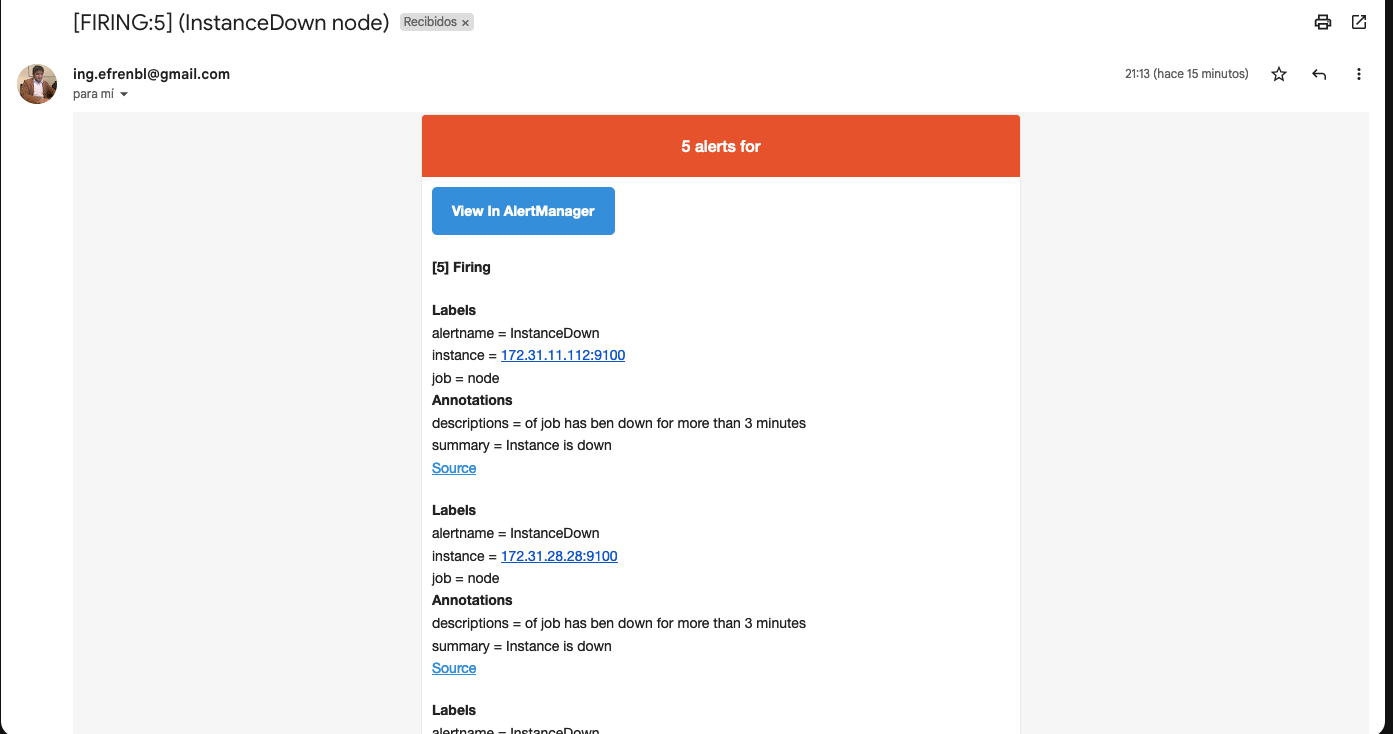 [FIRING:5] (InstanceDown node) Recibidos ×
ing.efrenbl@gmail.com 21:13 (hace 15 minutos)
para mí
5 alerts for
View In AlertManager
[5] Firing
Labels
alertname = InstanceDown
instance = 172.31.11.112:9100
job = node
Annotations
descriptions = of job has ben down for more than 3 minutes
summary = Instance is down
Source
Labels
alertname = InstanceDown
instance = 172.31.28.28:9100
job = node
Annotations
descriptions = of job has ben down for more than 3 minutes
summary = Instance is down
Source
Labels
alertname = InstanceDown